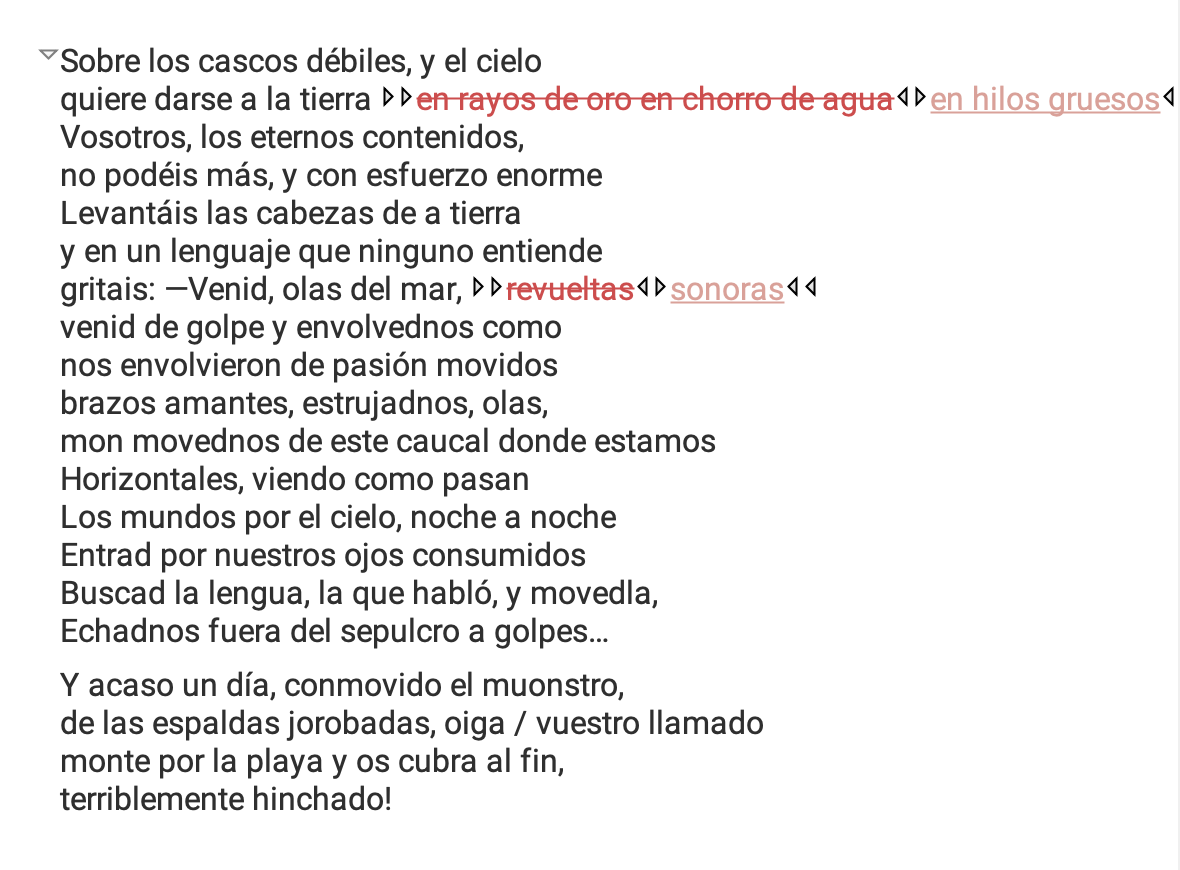 Sobre los cascos débiles, y el cielo
quiere darse a la tierra en rayos de oro en chorro de agua en hilos gruesos
Vosotros, los eternos contenidos,
no podéis más, y con esfuerzo enorme
Levantáis las cabezas de a tierra
y en un lenguaje que ninguno entiende
gritais: —Venid, olas del mar, revueltas sonoras
venid de golpe y envolvednos como
nos envolvieron de pasión movidos
brazos amantes, estrujadnos, olas,
mon movednos de este caucal donde estamos
Horizontales, viendo como pasan
Los mundos por el cielo, noche a noche
Entrad por nuestros ojos consumidos
Buscad la lengua, la que habló, y movedla,
Echadnos fuera del sepulcro a golpes…
Y acaso un día, conmovido el muonstro,
de las espaldas jorobadas, oiga / vuestro llamado
monte por la playa y os cubra al fin,
terriblemente hinchado!